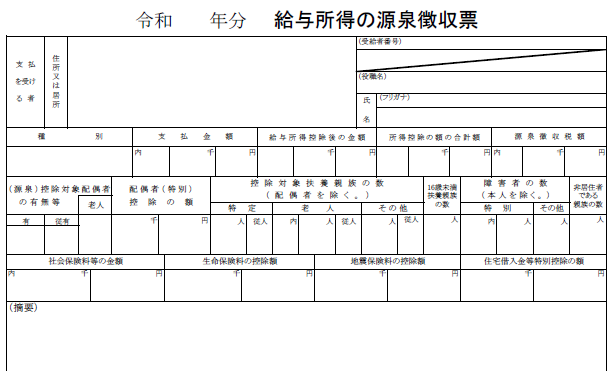 令和　　年分　給与所得の源泉徴収票
支払
を受け
る者
住所又は居所
(受給者番号)
(役職名)
氏名
(フリガナ)
種　　別
支　払　金　額
給与所得控除後の金額
所得控除の額の合計額
源泉徴収税額
内　千　円　千　円　千　円　内　千　円
(源泉)控除対象配偶者
の有無等
老人
配偶者(特別)
控除の額
控除対象扶養親族の数
(配偶者を除く。)
16歳未満
扶養親族
の数
障害者の数
(本人を除く。)
非居住者
である
親族の数
特定
老人
その他
特別
その他
有　従有
千　円　人　従人　内　人　従人　人　従人　人　内　人　人　人
社会保険料等の金額
生命保険料の控除額
地震保険料の控除額
住宅借入金等特別控除の額
内　千　円　千　円　千　円　千　円
(摘要)